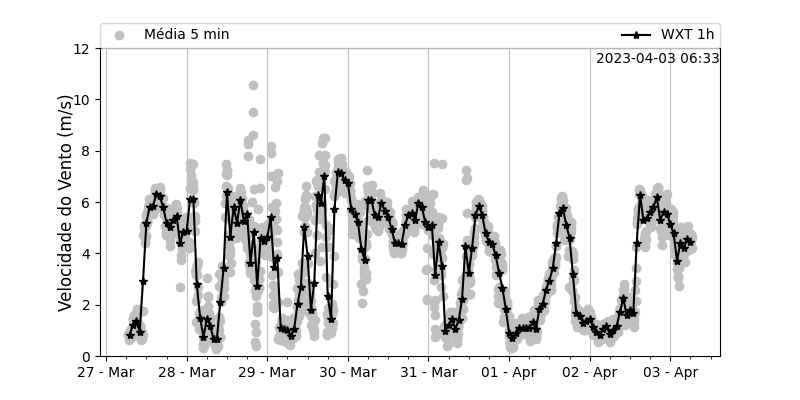 Média 5 min
WXT 1h
2023-04-03 06:33
Velocidade do Vento (m/s)
12
10
8
6
4
2
0
27 - Mar 28 - Mar 29 - Mar 30 - Mar 31 - Mar 01 - Apr 02 - Apr 03 - Apr